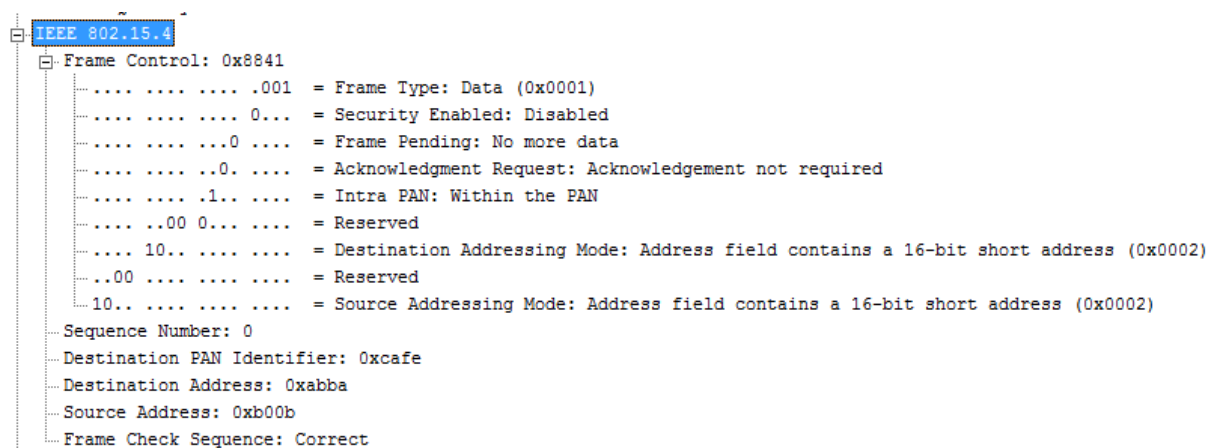 IEEE 802.15.4
Frame Control: 0x8841
.... .... .... .001 = Frame Type: Data (0x0001)
.... .... .... 0... = Security Enabled: Disabled
.... .... ...0 .... = Frame Pending: No more data
.... .... ..0. .... = Acknowledgment Request: Acknowledgement not required
.... .... .1.. .... = Intra PAN: Within the PAN
.... ..00 0... .... = Reserved
.... 10.. .... .... = Destination Addressing Mode: Address field contains a 16-bit short address (0x0002)
..00 .... .... .... = Reserved
10.. .... .... .... = Source Addressing Mode: Address field contains a 16-bit short address (0x0002)
Sequence Number: 0
Destination PAN Identifier: 0xcafe
Destination Address: 0xabba
Source Address: 0xb00b
Frame Check Sequence: Correct